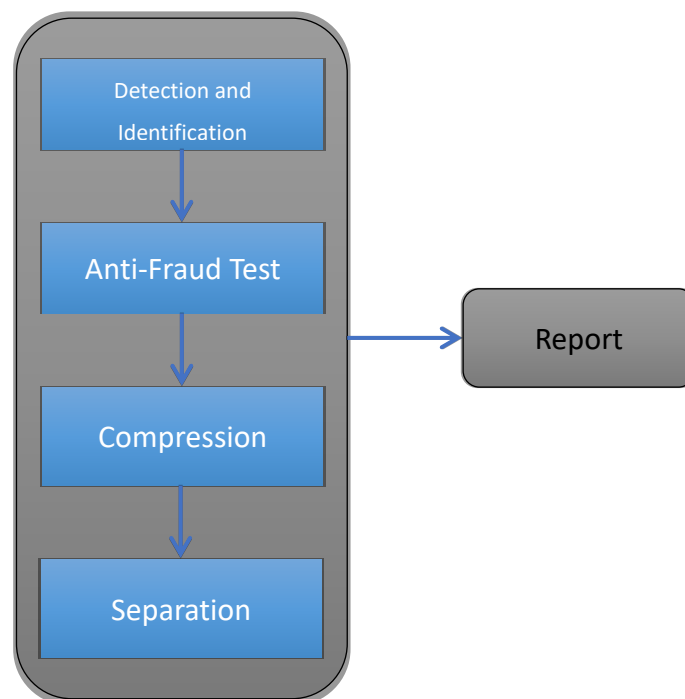 Detection and
Identification
Anti-Fraud Test
Report
Compression
Separation